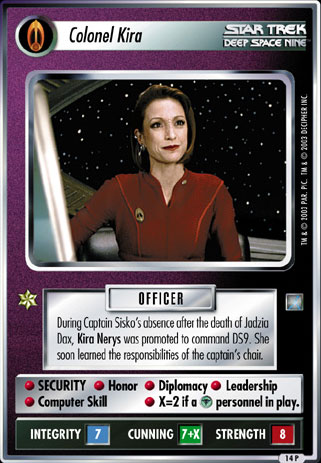 Colonel Kira
STAR TREK
DEEP SPACE NINE
TM & © 2003 PAR. PIC. TM & © 2003 DECIPHER INC.
OFFICER
During Captain Sisko's absence after the death of Jadzia
Dax, Kira Nerys was promoted to command DS9. She
soon learned the responsibilities of the captain's chair.
SECURITY Honor Diplomacy Leadership
Computer Skill X=2 if a personnel in play.
INTEGRITY 7 CUNNING 7+X STRENGTH 8
14 P